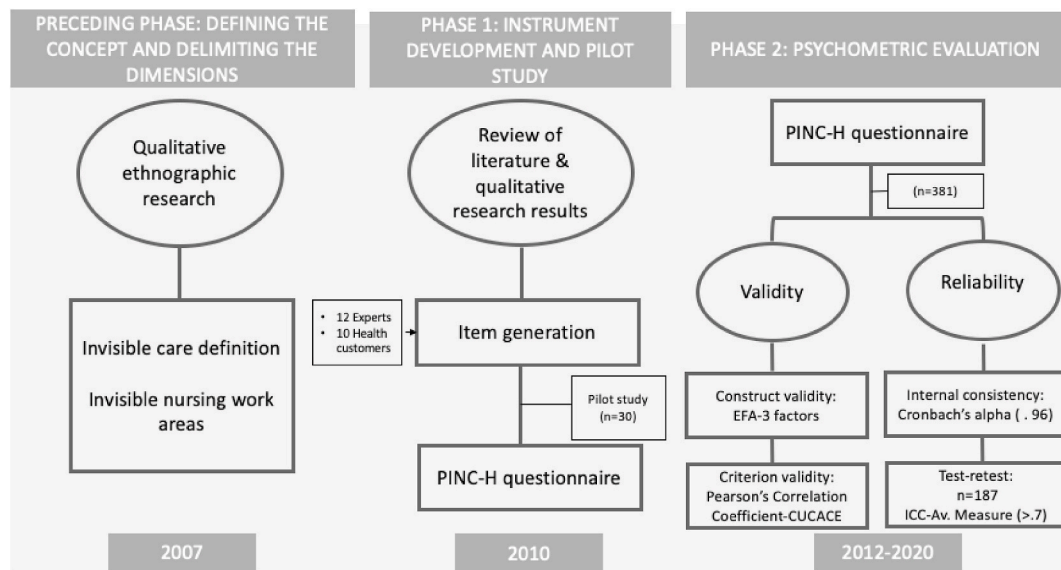 PRECEDING PHASE: DEFINING THE
CONCEPT AND DELIMITING THE
DIMENSIONS
Qualitative
ethnographic
research
Invisible care definition
Invisible nursing work
areas
2007
PHASE 1: INSTRUMENT
DEVELOPMENT AND PILOT
STUDY
Review of
literature &
qualitative
research results
• 12 Experts
• 10 Health
customers
Item generation
Pilot study
(n=30)
PINC-H questionnaire
2010
PHASE 2: PSYCHOMETRIC EVALUATION
PINC-H questionnaire
(n=381)
Validity
Construct validity:
EFA-3 factors
Criterion validity:
Pearson's Correlation
Coefficient-CUCACE
Reliability
Internal consistency:
Cronbach's alpha ( . 96)
Test-retest:
n=187
ICC-Av. Measure (>.7)
2012-2020